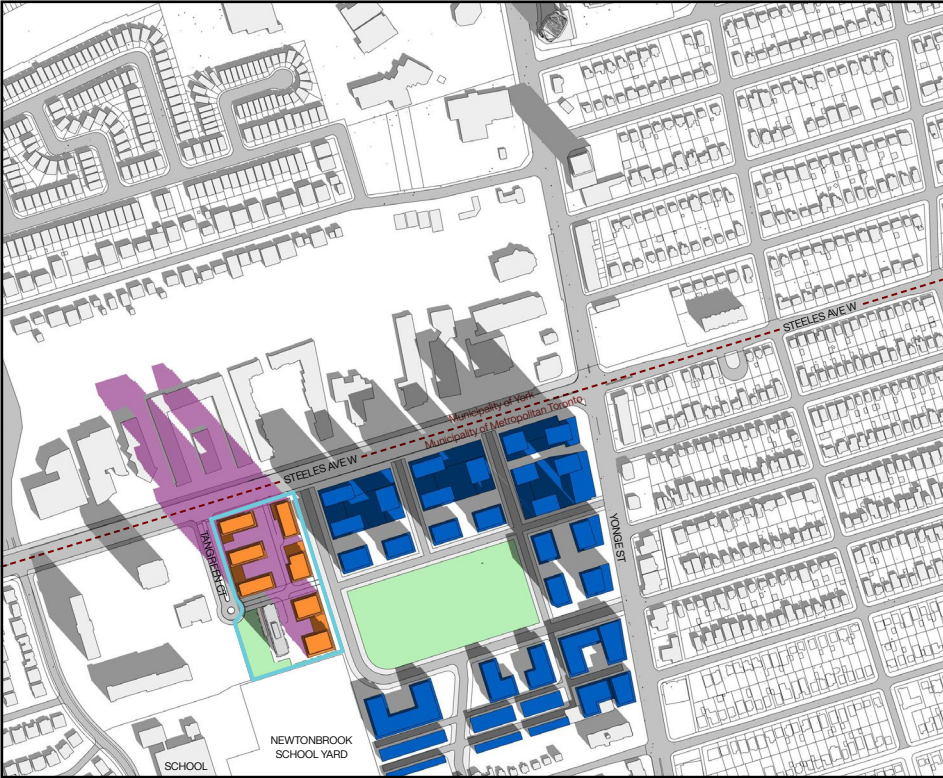 STEELES AVE W
Municipality of York
Municipality of Metropolitan Toronto
STEELES AVE W
TANGREEN CT
YONGE ST
NEWTONBROOK
SCHOOL YARD
SCHOOL